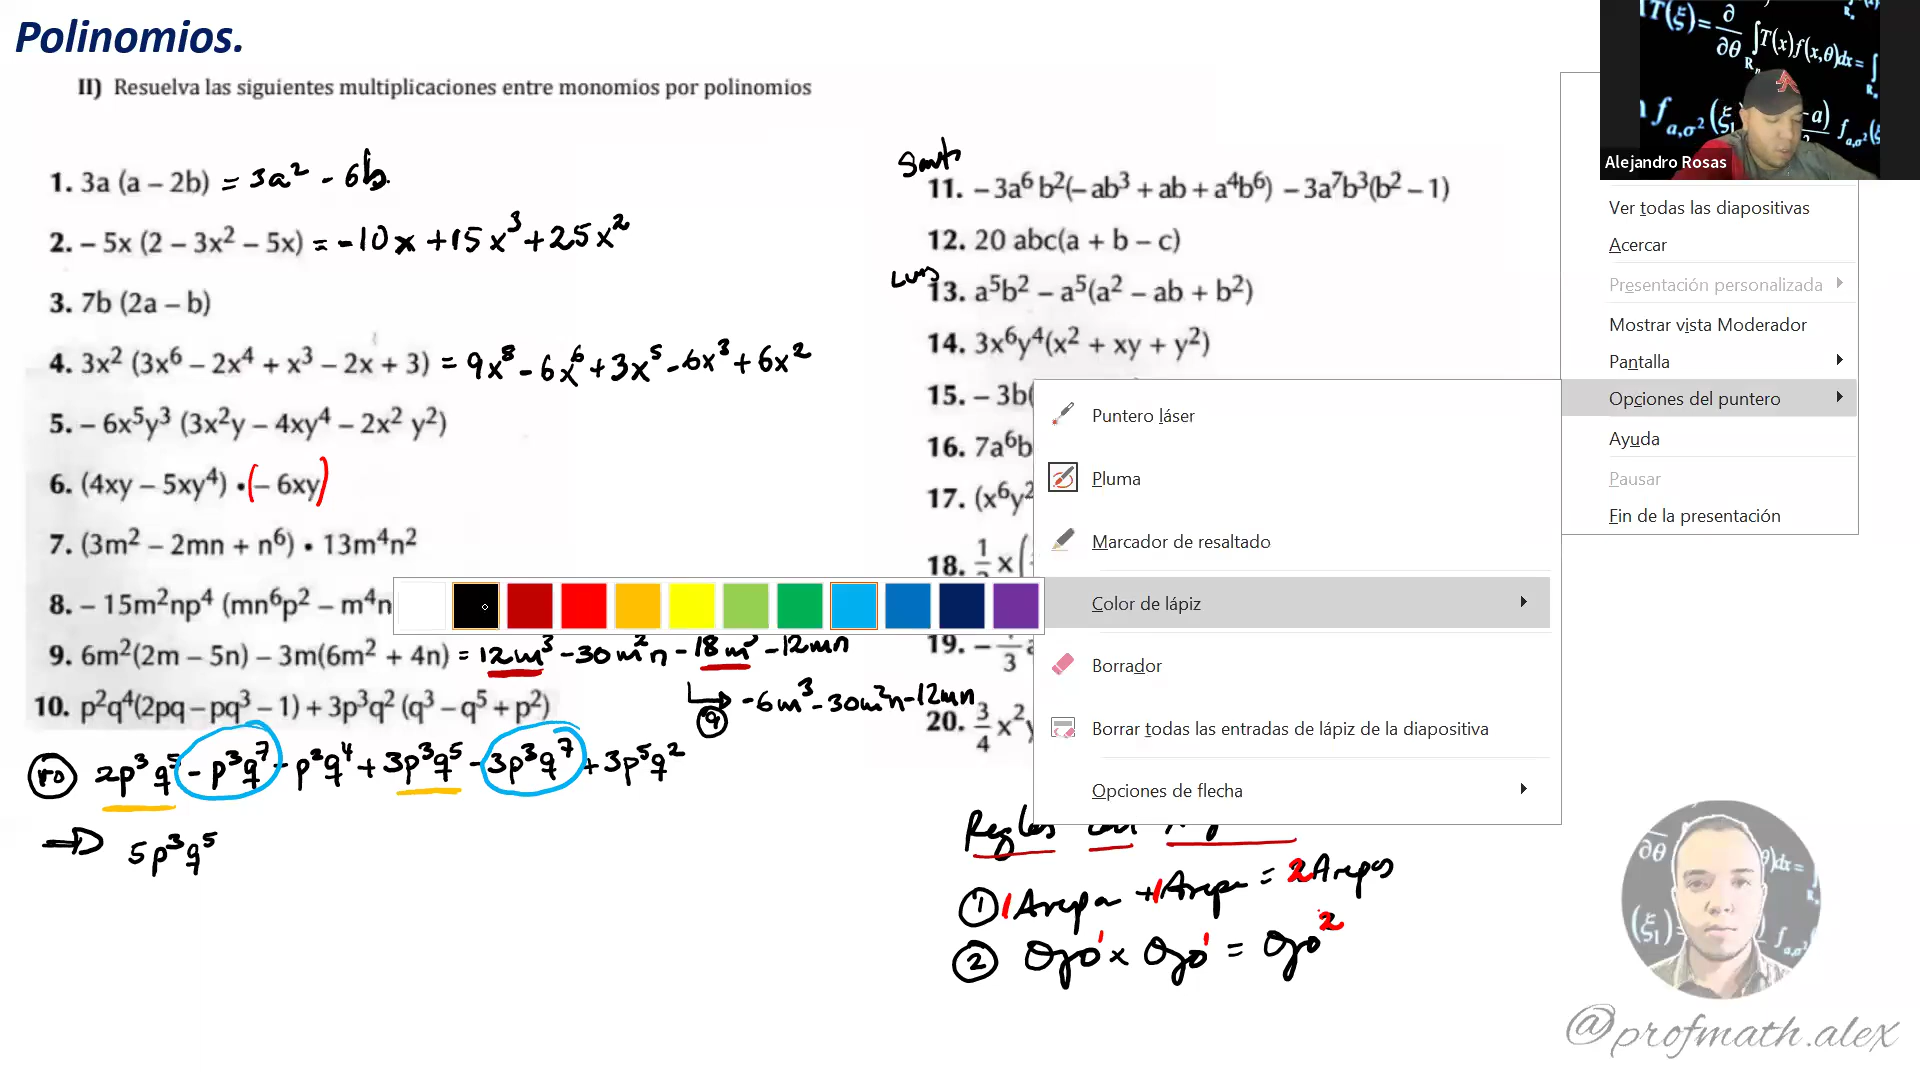 Polinomios.
II) Resuelva las siguientes multiplicaciones entre monomios por polinomios
1. 3a (a – 2b) = 3a² - 6b.
2. – 5x (2 – 3x² – 5x) = -10x +15x³ +25x²
3. 7b (2a – b)
4. 3x² (3x⁶ – 2x⁴ + x³ – 2x + 3) = 9x⁸ - 6x⁶ + 3x⁵ - 6x³ + 6x²
5. – 6x⁵y³ (3x²y – 4xy⁴ – 2x² y²)
6. (4xy – 5xy⁴) • (– 6xy)
7. (3m² – 2mn + n⁶) • 13m⁴n²
8. – 15m²np⁴ (mn⁶p² – m⁴n
9. 6m²(2m – 5n) – 3m(6m² + 4n) = 12m³ -30m²n - 18m³ -12mn
-6m³ -30m²n -12mn
9
10. p²q⁴(2pq – pq³ – 1) + 3p³q² (q³ – q⁵ + p²)
10 2p³q⁵ - p³q⁷ - p²q⁴ + 3p³q⁵ - 3p³q⁷ + 3p⁵q²
5p³q⁵
11. – 3a⁶ b²(– ab³ + ab + a⁴b⁶) – 3a⁷b³(b² – 1)
12. 20 abc(a + b – c)
Luis
13. a⁵b² – a⁵(a² – ab + b²)
14. 3x⁶y⁴(x² + xy + y²)
15. – 3b(
16. 7a⁶b
17. (x⁶y²
18. 1/2 x (
19. – 1/3 a
20. 3/4 x²y
Reglas
1 1 Arepa + 1 Arepa = 2 Arepas
2 Ojo¹ x Ojo¹ = Ojo²
Alejandro Rosas
Ver todas las diapositivas
Acercar
Presentación personalizada
Mostrar vista Moderador
Pantalla
Opciones del puntero
Ayuda
Pausar
Fin de la presentación
Puntero láser
Pluma
Marcador de resaltado
Color de lápiz
Borrador
Borrar todas las entradas de lápiz de la diapositiva
Opciones de flecha
@profmath.alex